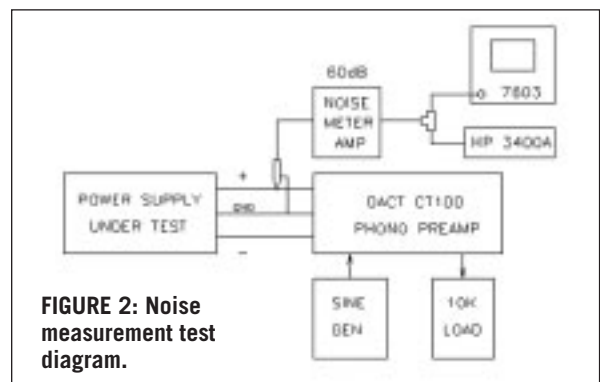 60dB
NOISE
METER
AMP
7603
HP 3400A
+
GND
-
POWER SUPPLY
UNDER TEST
DACT CT100
PHONO PREAMP
SINE
GEN
10K
LOAD
FIGURE 2: Noise
measurement test
diagram.